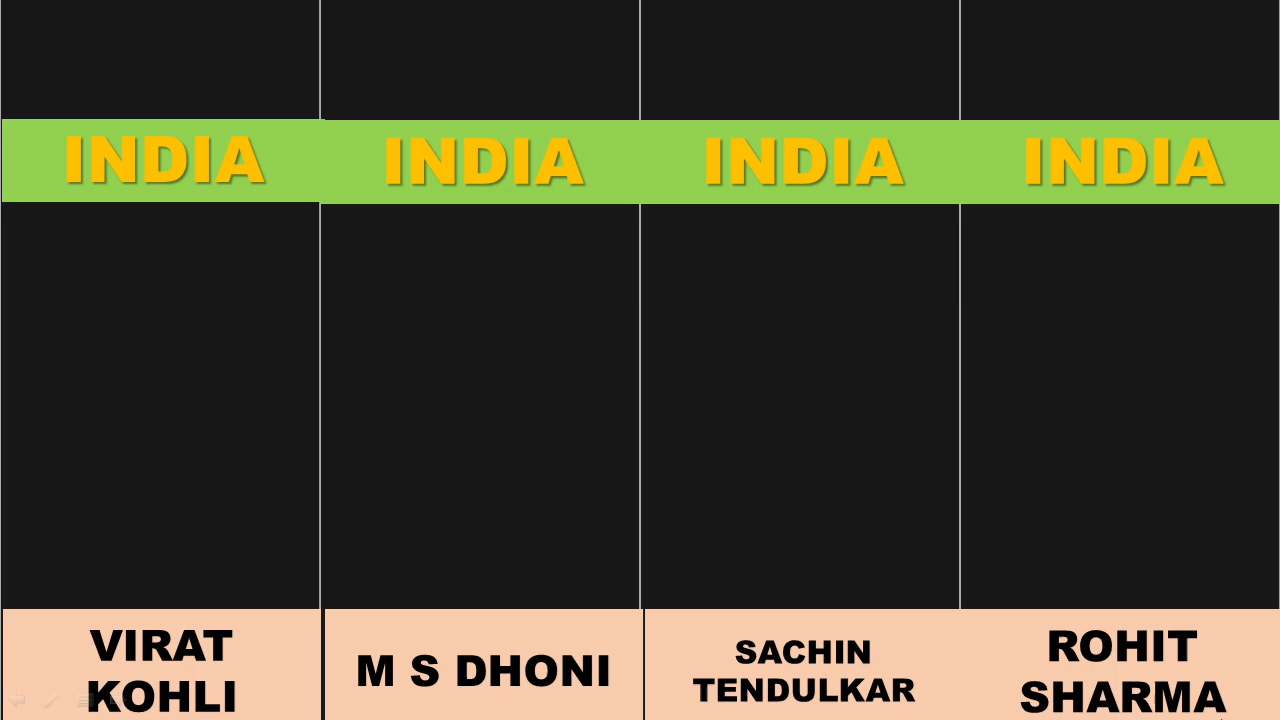 INDIA INDIA INDIA INDIA
VIRAT
KOHLI
M S DHONI
SACHIN
TENDULKAR
ROHIT
SHARMA